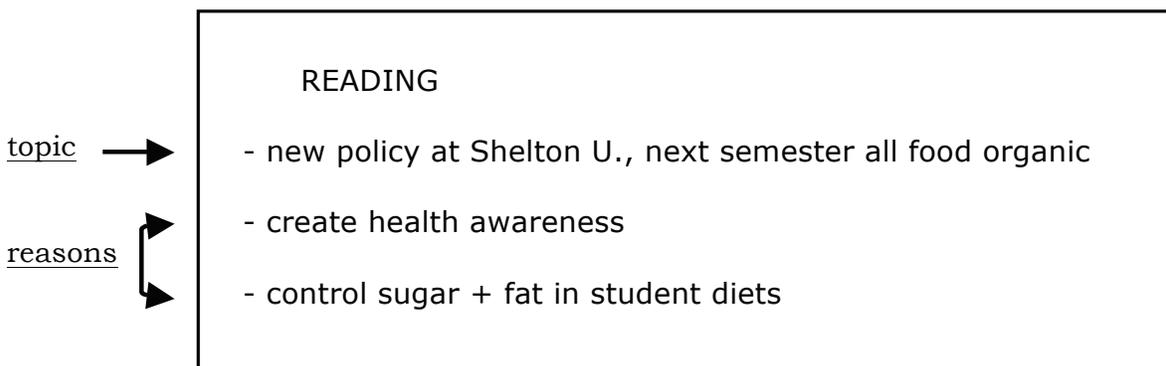 READING
topic
- new policy at Shelton U., next semester all food organic
- create health awareness
reasons
- control sugar + fat in student diets